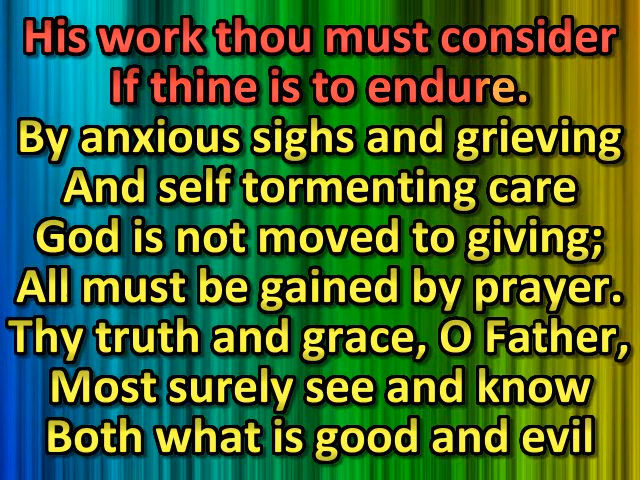 His work thou must consider
If thine is to endure.
By anxious sighs and grieving
And self tormenting care
God is not moved to giving;
All must be gained by prayer.
Thy truth and grace, O Father,
Most surely see and know
Both what is good and evil